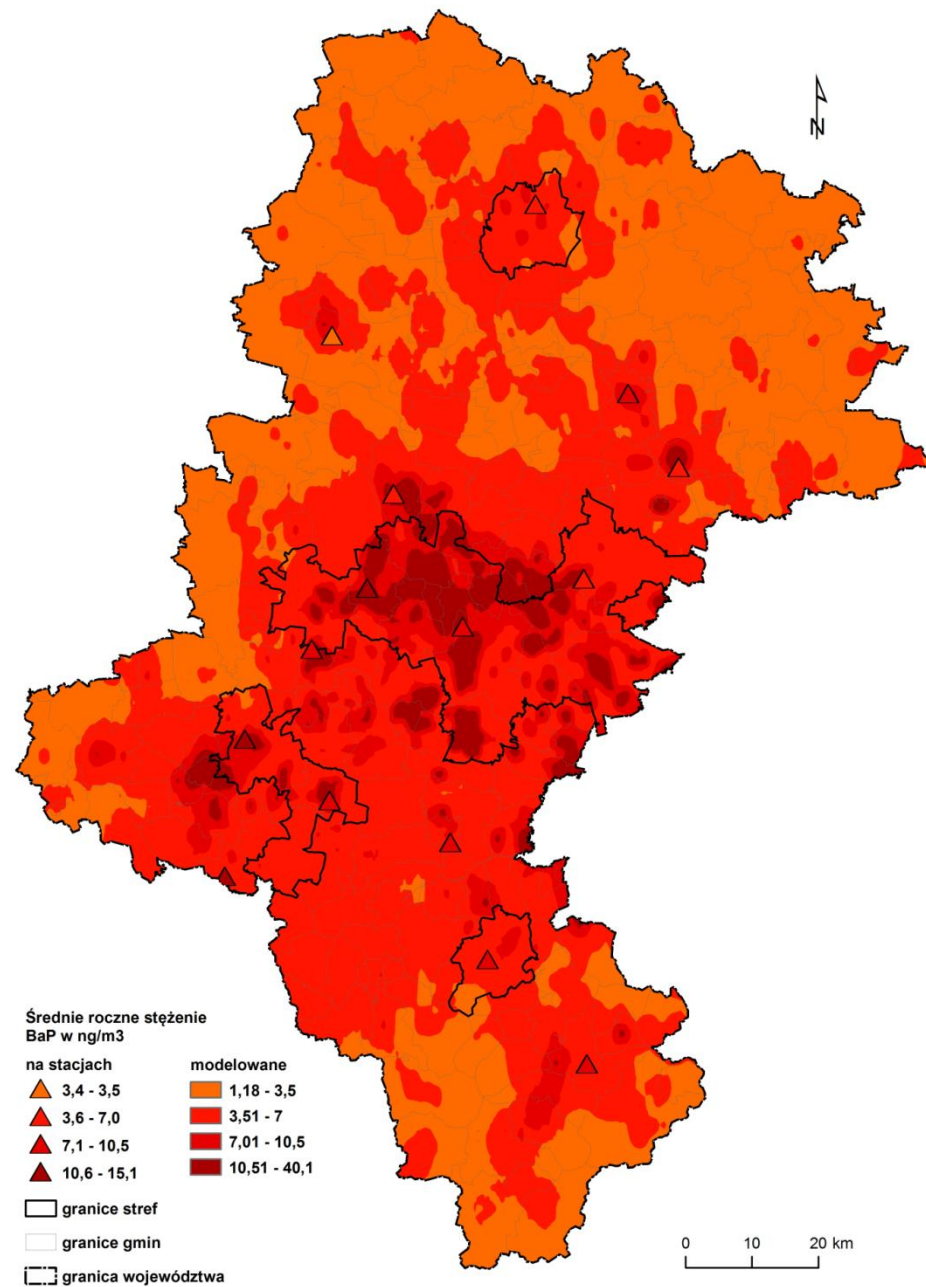 N
Średnie roczne stężenie
BaP w ng/m3
na stacjach
3,4 - 3,5
3,6 - 7,0
7,1 - 10,5
10,6 - 15,1
modelowane
1,18 - 3,5
3,51 - 7
7,01 - 10,5
10,51 - 40,1
granice stref
granice gmin
granica województwa
0 10 20 km